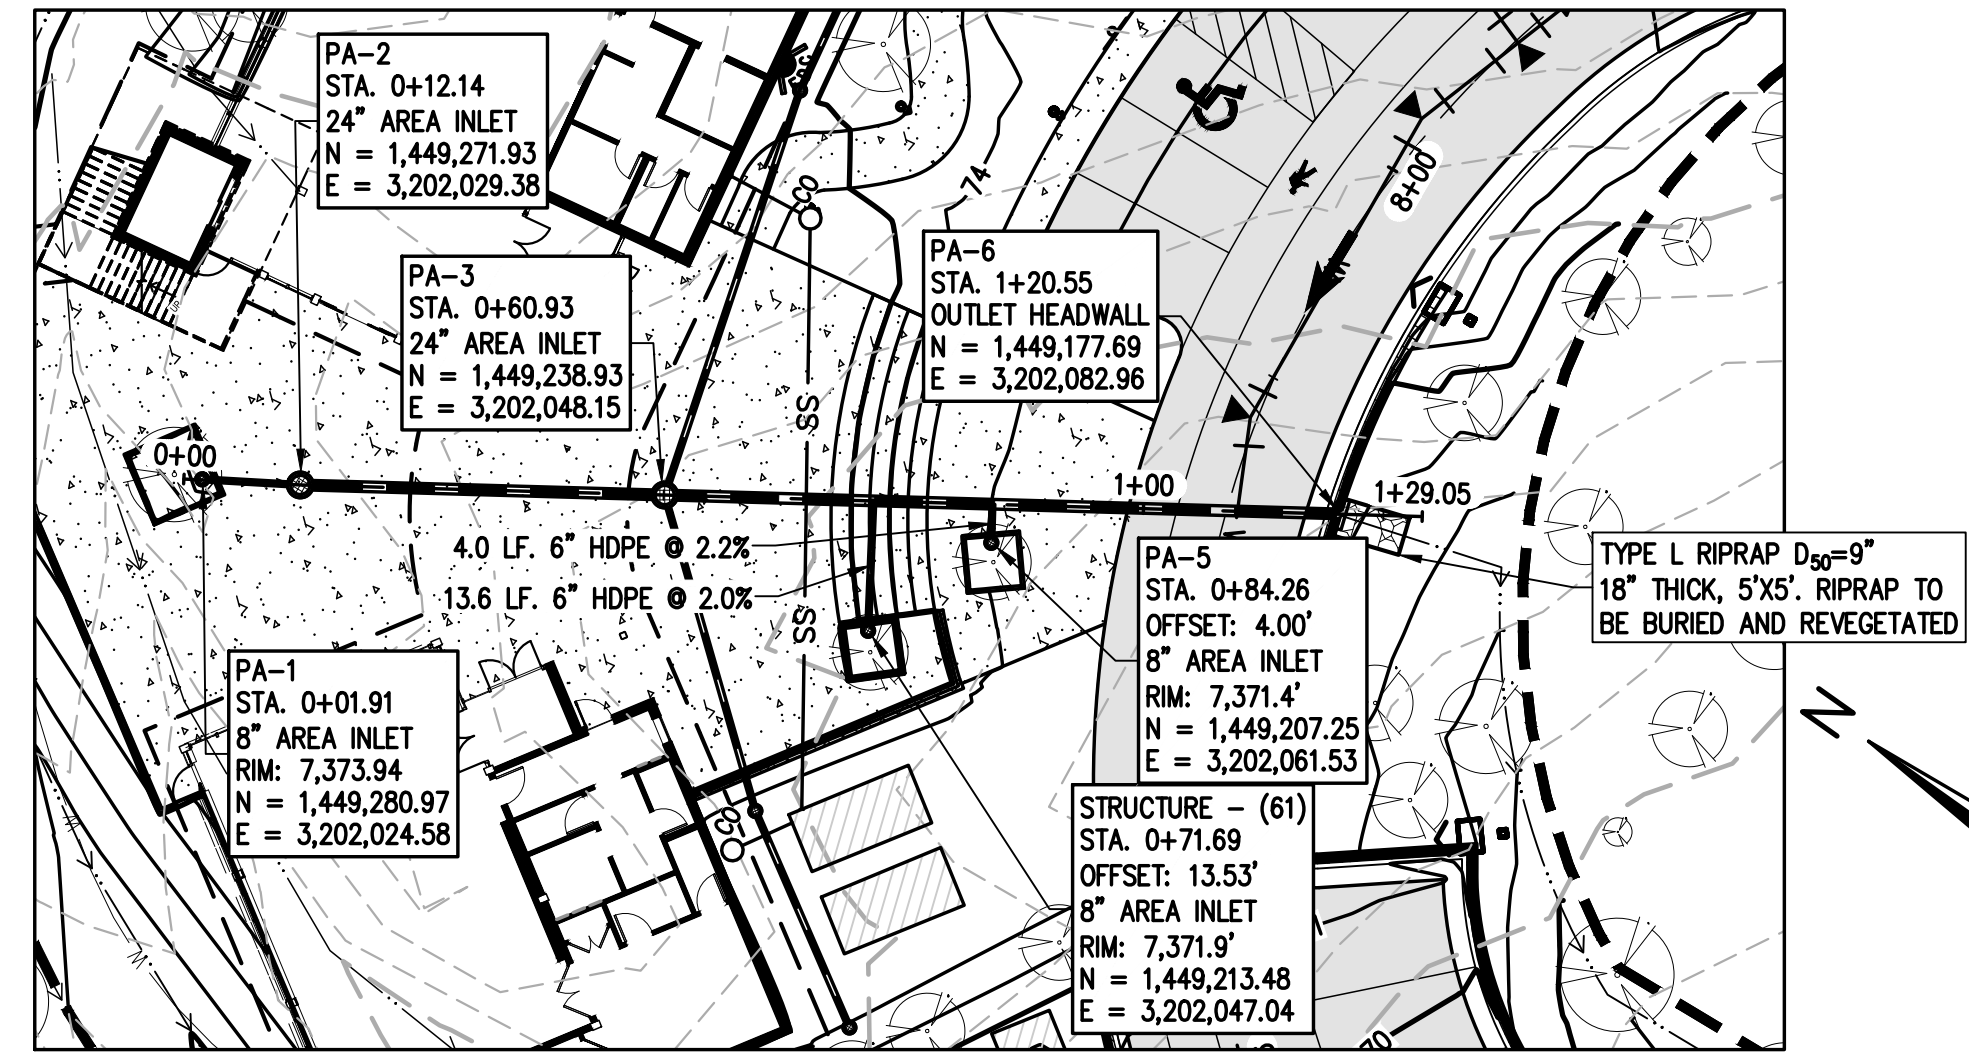 PA-2
STA. 0+12.14
24" AREA INLET
N = 1,449,271.93
E = 3,202,029.38
PA-3
STA. 0+60.93
24" AREA INLET
N = 1,449,238.93
E = 3,202,048.15
PA-6
STA. 1+20.55
OUTLET HEADWALL
N = 1,449,177.69
E = 3,202,082.96
CO
74
8+00
UP
SS
0+00
1+00
1+29.05
4.0 LF. 6" HDPE @ 2.2%
13.6 LF. 6" HDPE @ 2.0%
SS
PA-5
STA. 0+84.26
OFFSET: 4.00'
8" AREA INLET
RIM: 7,371.4'
N = 1,449,207.25
E = 3,202,061.53
TYPE L RIPRAP D₅₀=9"
18" THICK, 5'X5'. RIPRAP TO
BE BURIED AND REVEGETATED
PA-1
STA. 0+01.91
8" AREA INLET
RIM: 7,373.94
N = 1,449,280.97
E = 3,202,024.58
CO
STRUCTURE - (61)
STA. 0+71.69
OFFSET: 13.53'
8" AREA INLET
RIM: 7,371.9'
N = 1,449,213.48
E = 3,202,047.04
N
70